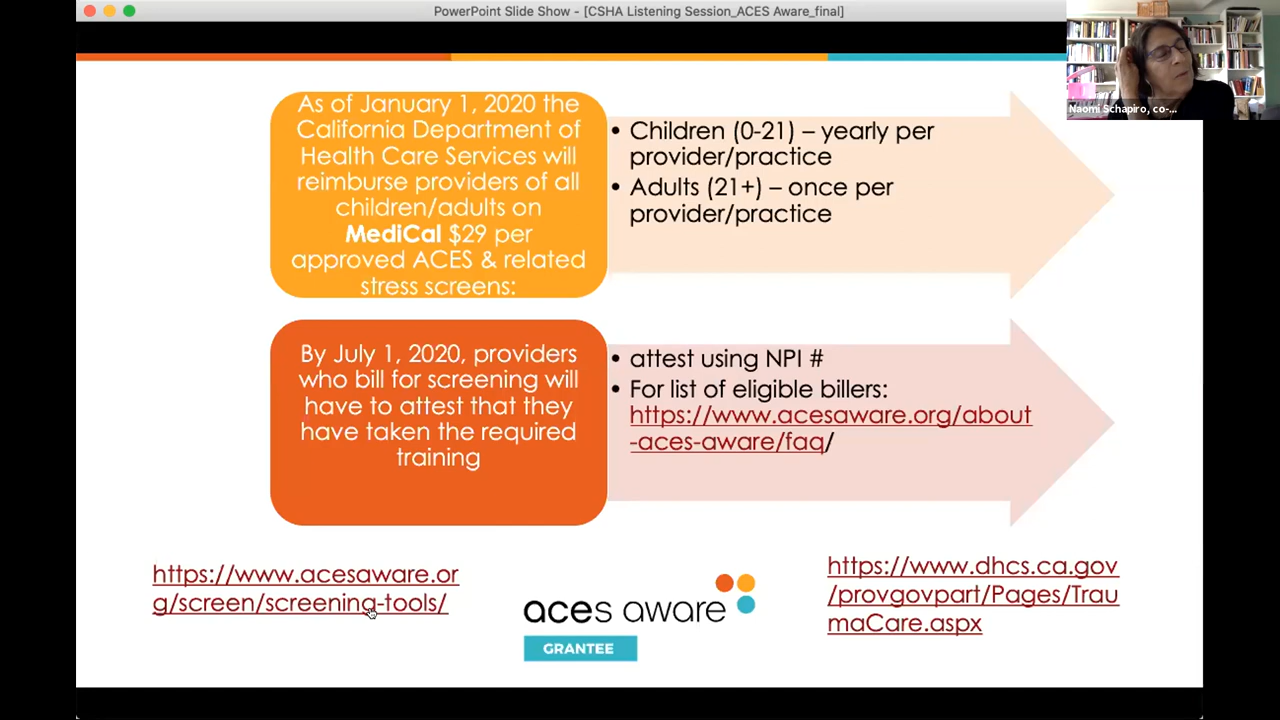 PowerPoint Slide Show - [CSHA Listening Session_ACES Aware_final]
Naomi Schapiro, co-...
As of January 1, 2020 the
California Department of
Health Care Services will
reimburse providers of all
children/adults on
MediCal $29 per
approved ACES & related
stress screens:
• Children (0-21) – yearly per
provider/practice
• Adults (21+) – once per
provider/practice
By July 1, 2020, providers
who bill for screening will
have to attest that they
have taken the required
training
• attest using NPI #
• For list of eligible billers:
https://www.acesaware.org/about
-aces-aware/faq/
https://www.acesaware.or
g/screen/screening-tools/
aces aware
GRANTEE
https://www.dhcs.ca.gov
/provgovpart/Pages/Trau
maCare.aspx